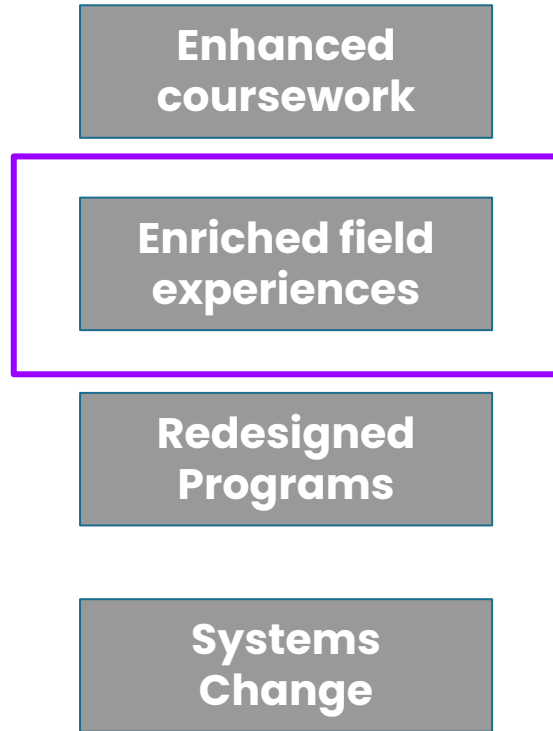 Enhanced
coursework
Enriched field
experiences
Redesigned
Programs
Systems
Change